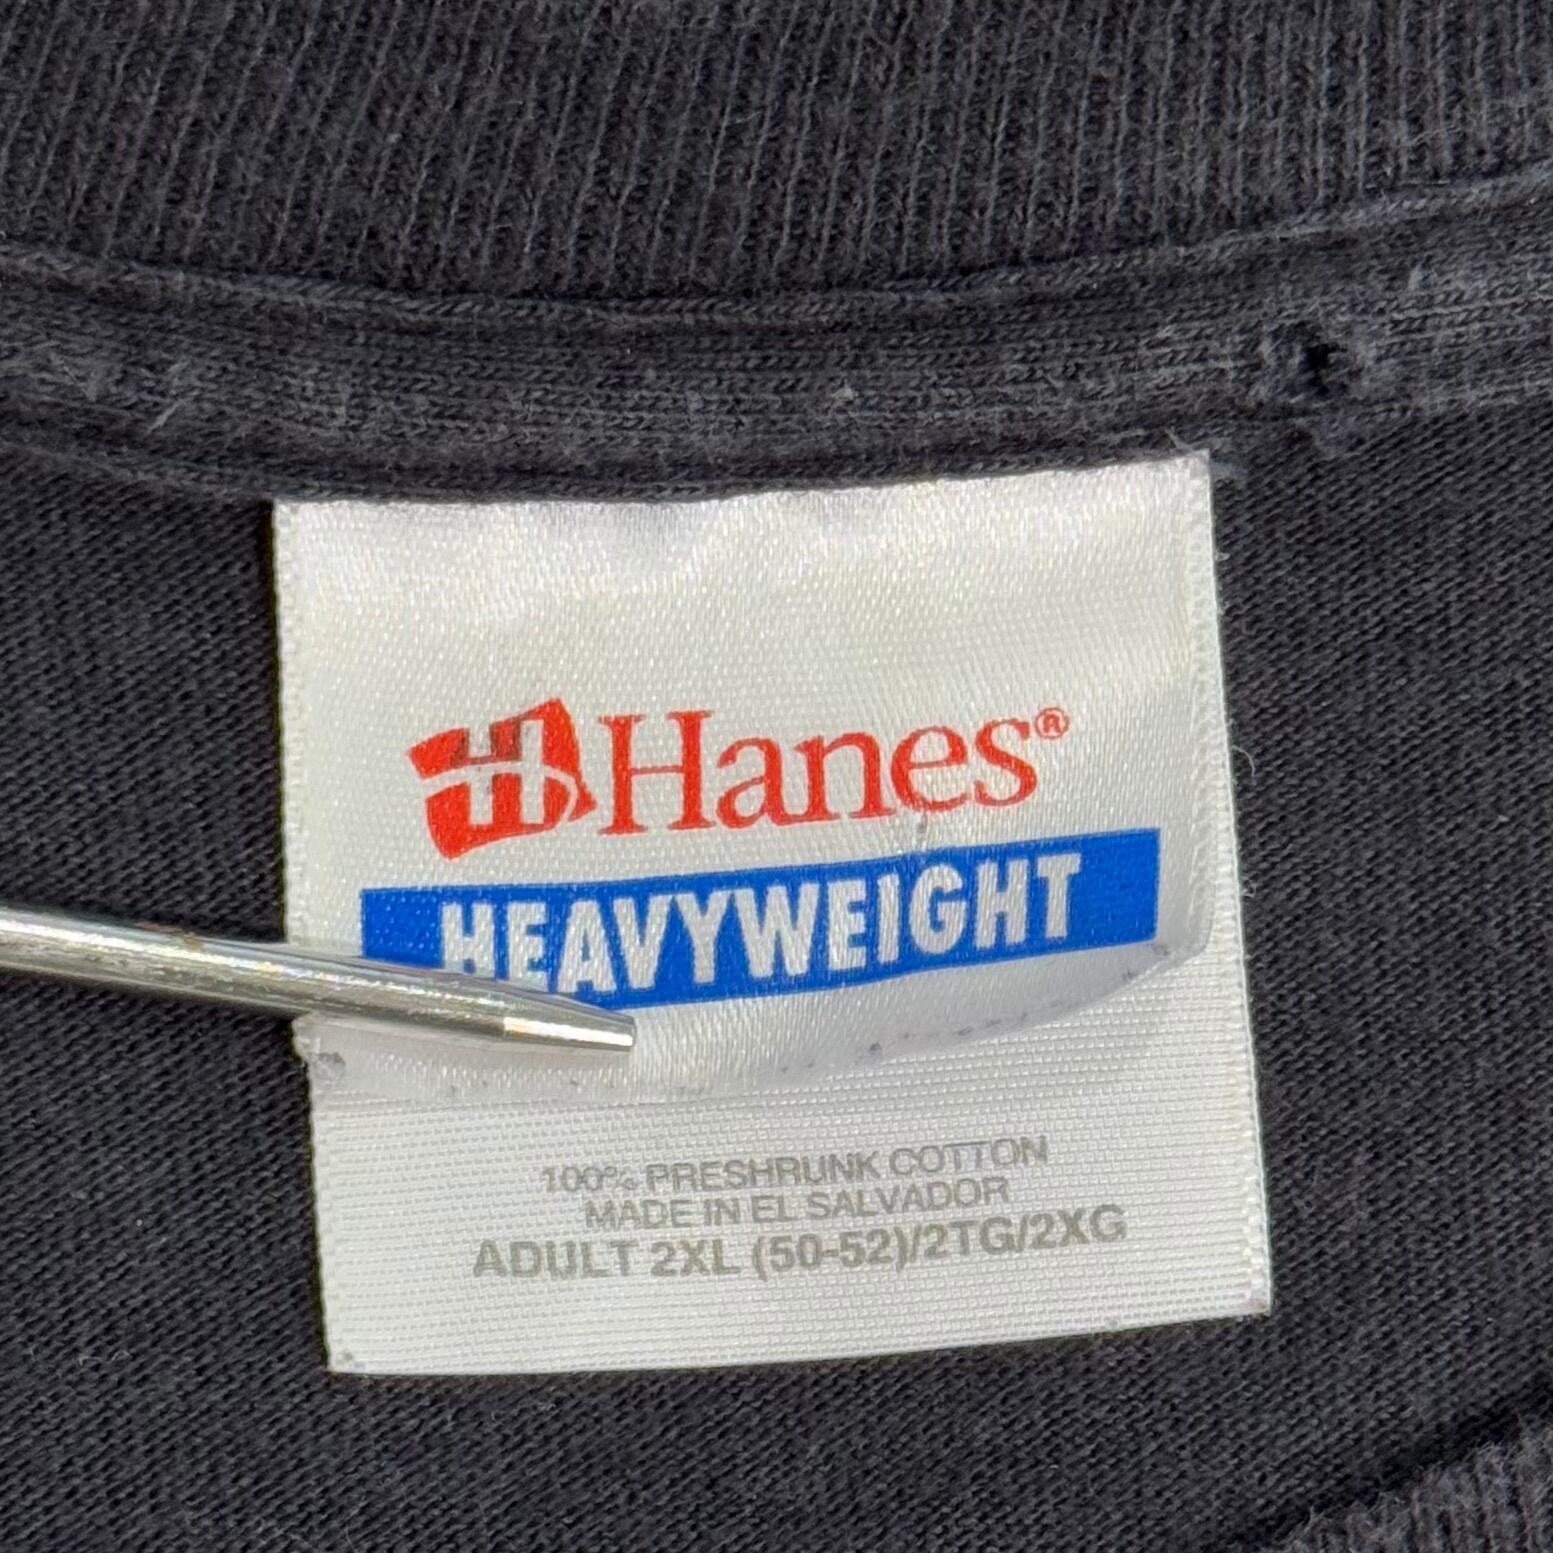 Hanes®
HEAVYWEIGHT
100% PRESHRUNK COTTON
MADE IN EL SALVADOR
ADULT 2XL (50-52)/2TG/2XG